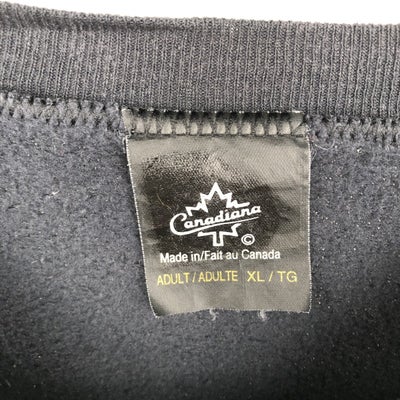 Canadiana
©
Made in/Fait au Canada
ADULT/ADULTE XL/TG